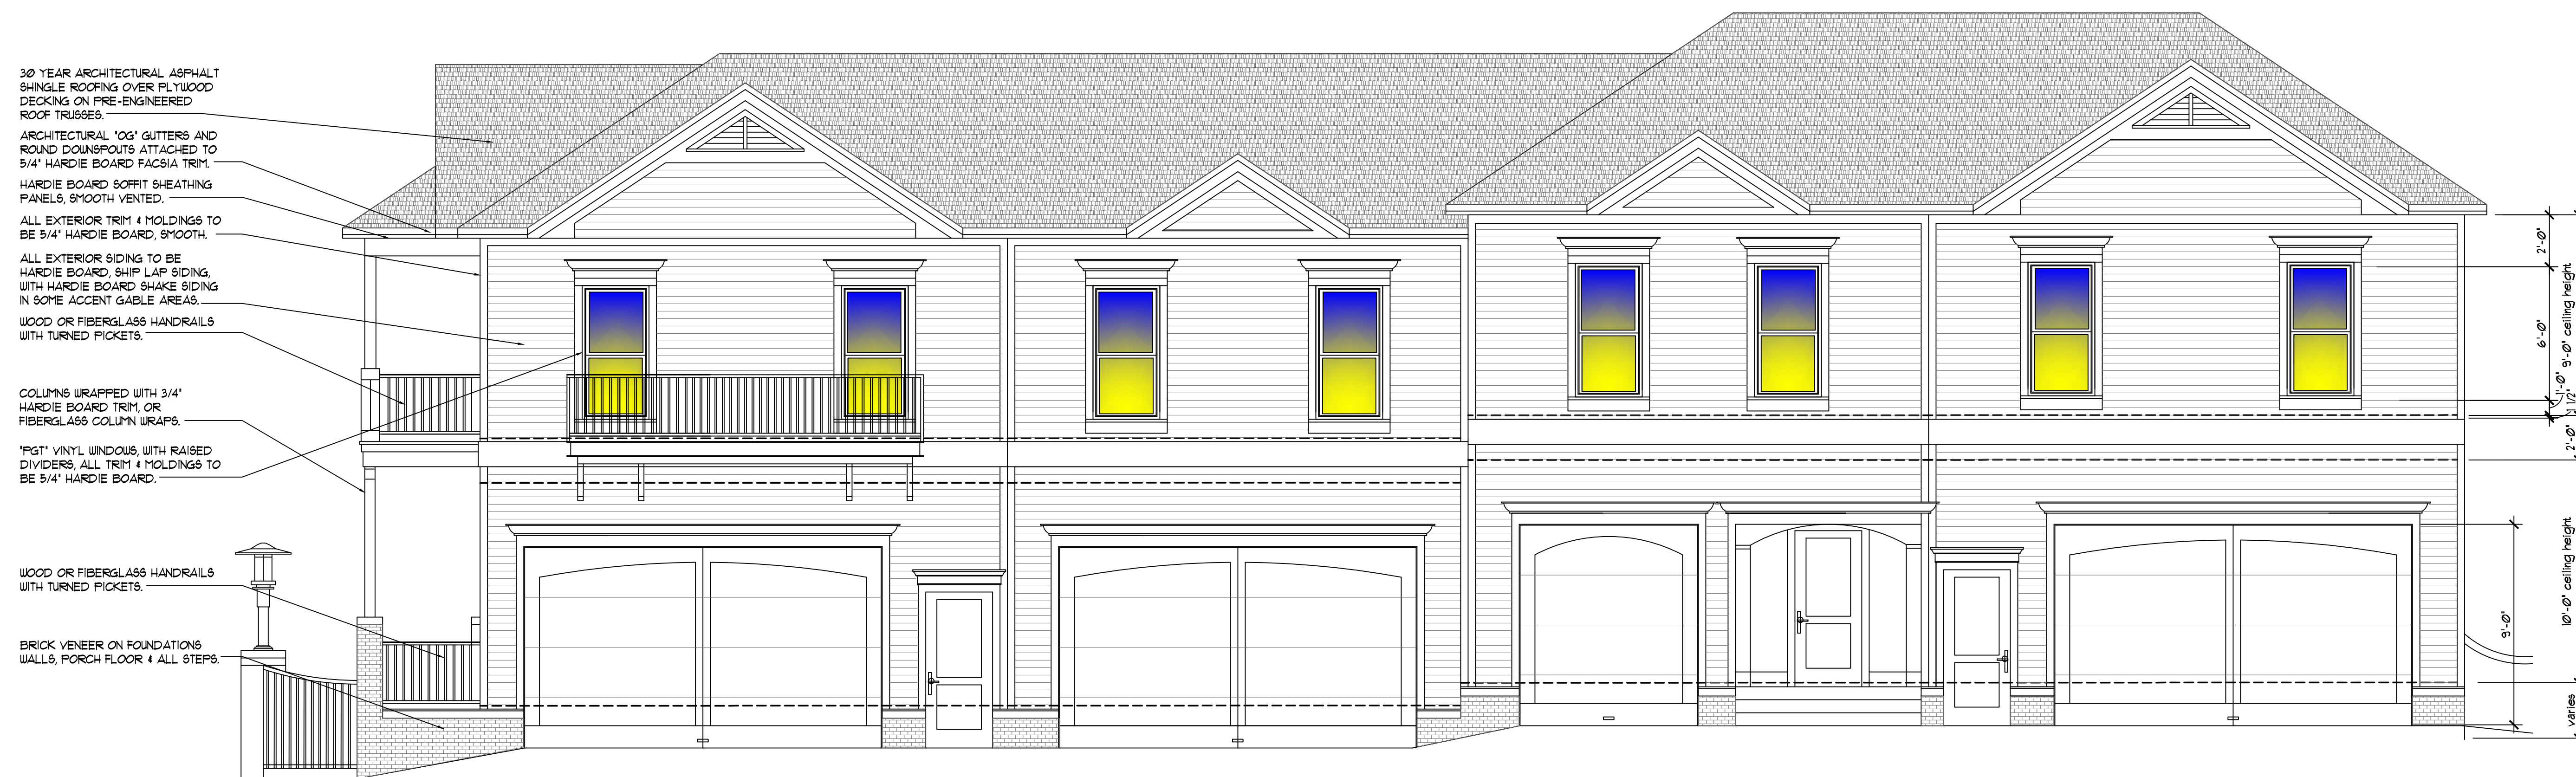 30 YEAR ARCHITECTURAL ASPHALT
SHINGLE ROOFING OVER PLYWOOD
DECKING ON PRE-ENGINEERED
ROOF TRUSSES.
ARCHITECTURAL "OG" GUTTERS AND
ROUND DOWNSPOUTS ATTACHED TO
5/4" HARDIE BOARD FACSIA TRIM.
HARDIE BOARD SOFFIT SHEATHING
PANELS, SMOOTH VENTED.
ALL EXTERIOR TRIM & MOLDINGS TO
BE 5/4" HARDIE BOARD, SMOOTH.
ALL EXTERIOR SIDING TO BE
HARDIE BOARD, SHIP LAP SIDING,
WITH HARDIE BOARD SHAKE SIDING
IN SOME ACCENT GABLE AREAS.
WOOD OR FIBERGLASS HANDRAILS
WITH TURNED PICKETS.
COLUMNS WRAPPED WITH 3/4"
HARDIE BOARD TRIM, OR
FIBERGLASS COLUMN WRAPS.
"PGT" VINYL WINDOWS, WITH RAISED
DIVIDERS, ALL TRIM & MOLDINGS TO
BE 5/4" HARDIE BOARD.
WOOD OR FIBERGLASS HANDRAILS
WITH TURNED PICKETS.
BRICK VENEER ON FOUNDATIONS
WALLS, PORCH FLOOR & ALL STEPS.
2'-0"
6'-0"
9'-0" ceiling height
1'-0"
1 1/2"
2'-0"
10'-0" ceiling height
9'-0"
varies